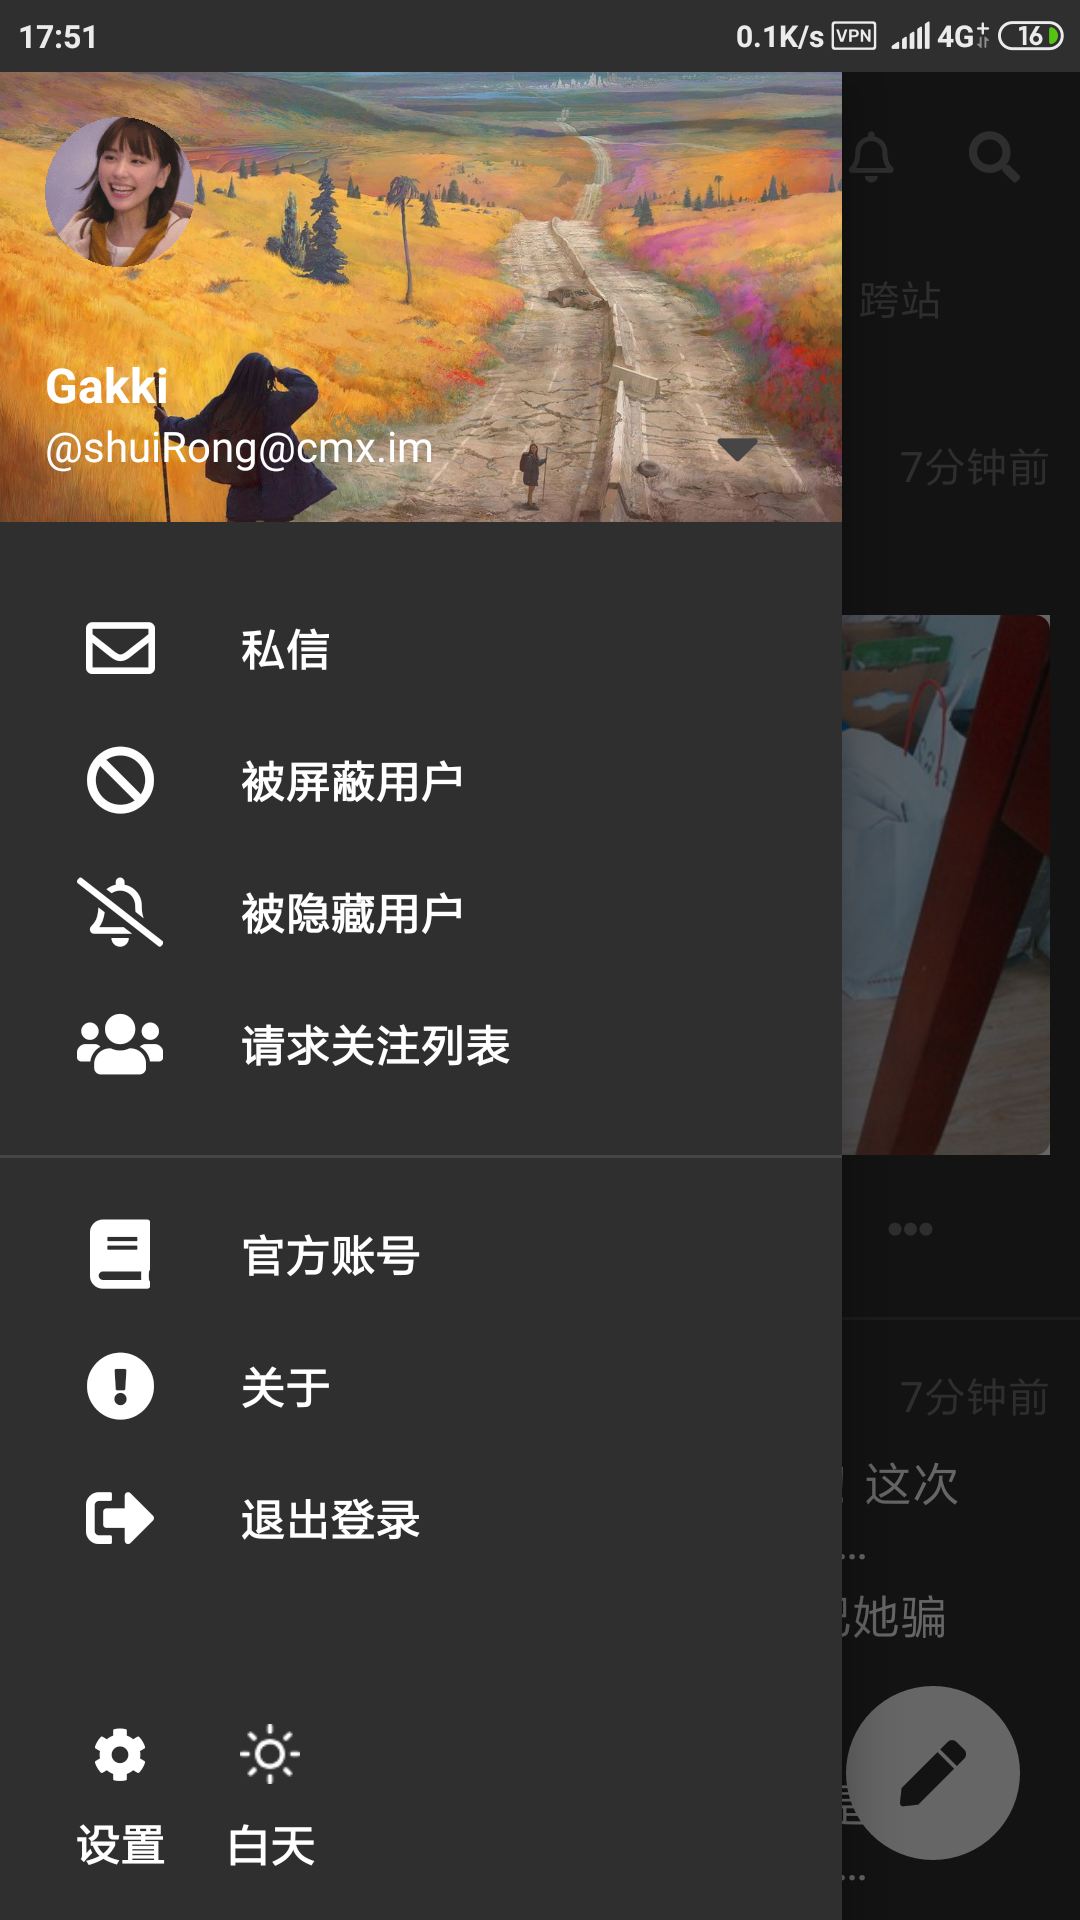 17:51
0.1K/s VPN 4G+ 16
跨站
Gakki
@shuiRong@cmx.im
7分钟前
私信
被屏蔽用户
被隐藏用户
请求关注列表
官方账号
关于
7分钟前
这次
...
退出登录
她骗
设置
白天
...